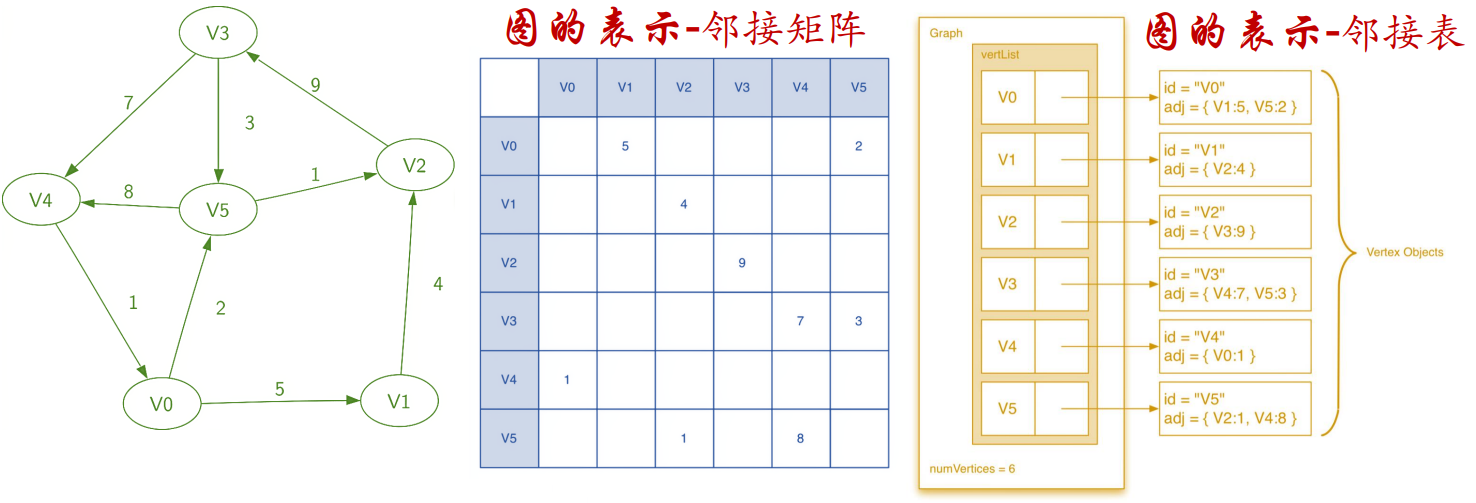 V3
7
9
3
V4
8
V5
1
V2
1
2
4
V0
5
V1
图的表示-邻接矩阵
V0 V1 V2 V3 V4 V5
V0 5 2
V1 4
V2 9
V3 7 3
V4 1
V5 1 8
图的表示-邻接表
Graph
vertList
V0
id = "V0"
adj = { V1:5, V5:2 }
V1
id = "V1"
adj = { V2:4 }
V2
id = "V2"
adj = { V3:9 }
V3
id = "V3"
adj = { V4:7, V5:3 }
V4
id = "V4"
adj = { V0:1 }
V5
id = "V5"
adj = { V2:1, V4:8 }
Vertex Objects
numVertices = 6